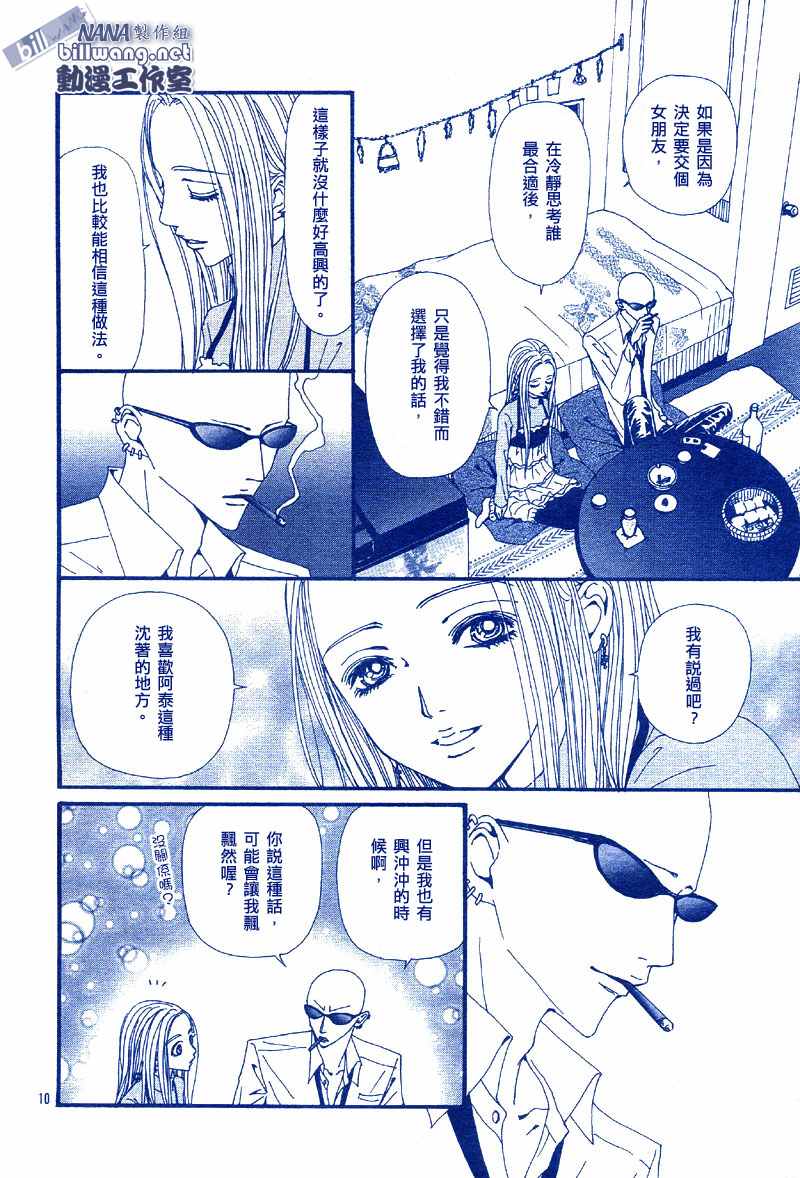 bill wang
NANA製作組
billwang.net
動漫工作室
如果是因為
決定要交個
女朋友，
在冷靜思考誰
最合適後，
只是覺得我不錯而
選擇了我的話，
這樣子就沒什麼好高興的了。
我也比較能相信這種做法。
我有說過吧？
我喜歡阿泰這種
沈著的地方。
但是我也有
興沖沖的時
候啊，
你說這種話，
可能會讓我飄
飄然喔？
沒關係嗎？
10